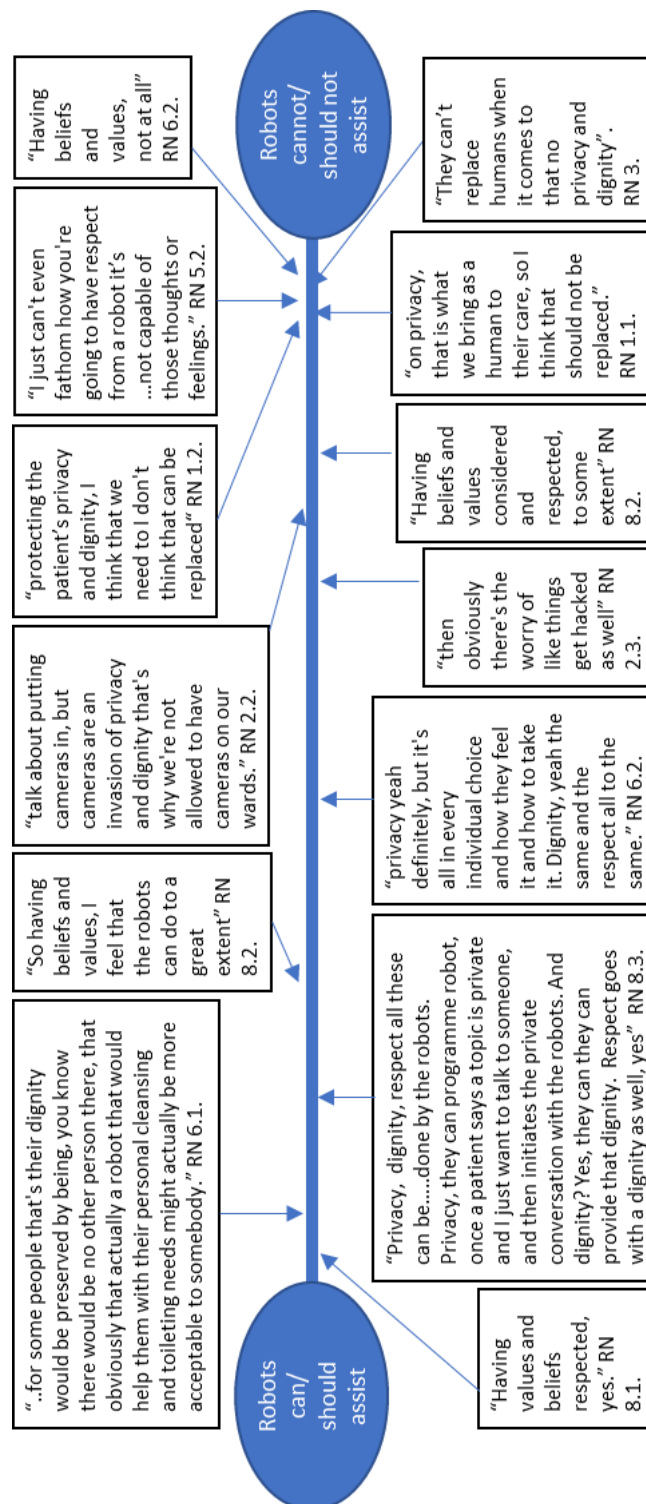 Robots
can/
should
assist
“..for some people that's their dignity
would be preserved by being, you know
there would be no other person there, that
obviously that actually a robot that would
help them with their personal cleansing
and toileting needs might actually be more
acceptable to somebody.” RN 6.1.
“So having
beliefs and
values, I
feel that
the robots
can do to a
great
extent” RN
8.2.
“talk about putting
cameras in, but
cameras are an
invasion of privacy
and dignity that's
why we're not
allowed to have
cameras on our
wards.” RN 2.2.
“protecting the
patient’s privacy
and dignity, I
think that we
need to I don't
think that can be
replaced“ RN 1.2.
“I just can't even
fathom how you're
going to have respect
from a robot it’s
...not capable of
those thoughts or
feelings.” RN 5.2.
“Having
beliefs
and
values,
not at all”
RN 6.2.
Robots
cannot/
should not
assist
“Having
values and
beliefs
respected,
yes.” RN
8.1.
“Privacy, dignity, respect all these
can be.....done by the robots.
Privacy, they can programme robot,
once a patient says a topic is private
and I just want to talk to someone,
and then initiates the private
conversation with the robots. And
dignity? Yes, they can they can
provide that dignity. Respect goes
with a dignity as well, yes” RN 8.3.
“privacy yeah
definitely, but it's
all in every
individual choice
and how they feel
it and how to take
it. Dignity, yeah the
same and the
respect all to the
same.” RN 6.2.
“then
obviously
there's the
worry of
like things
get hacked
as well” RN
2.3.
“Having
beliefs and
values
considered
and
respected,
to some
extent” RN
8.2.
“on privacy,
that is what
we bring as a
human to
their care, so I
think that
should not be
replaced.”
RN 1.1.
“They can’t
replace
humans when
it comes to
that no
privacy and
dignity”.
RN 3.